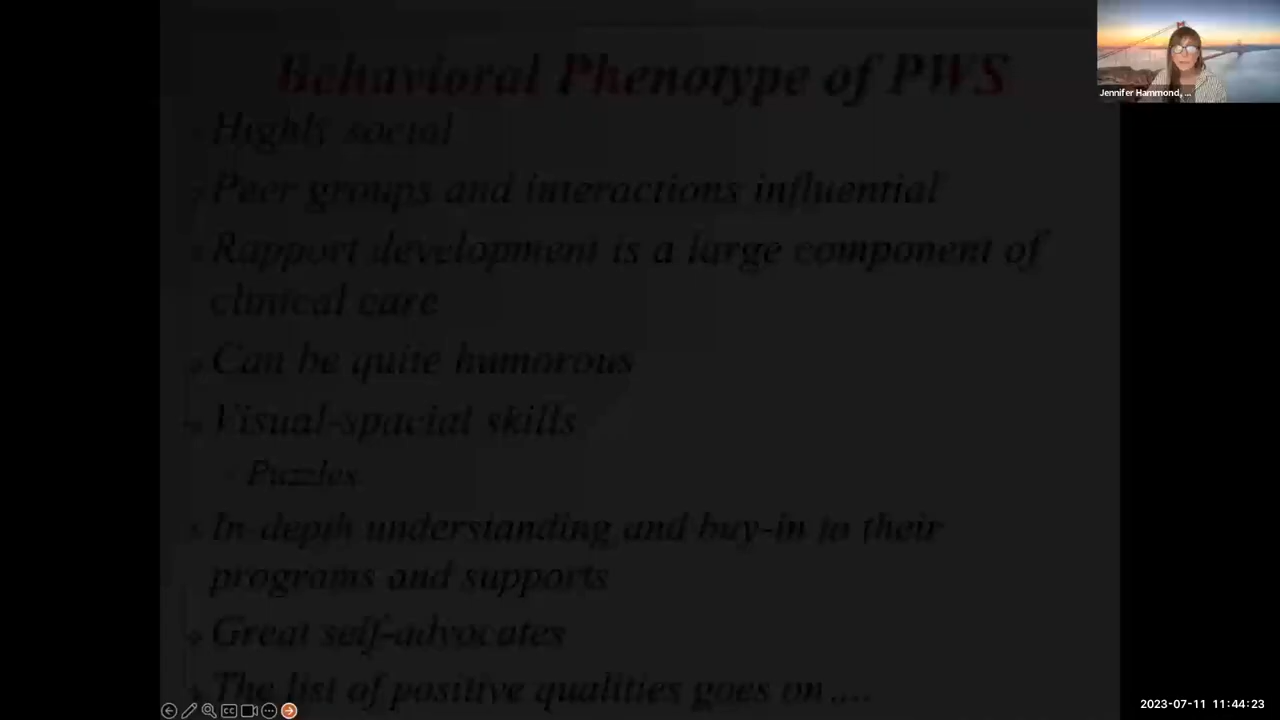 Behavioral Phenotype of PWS
Highly social
Peer groups and interactions influential
Rapport development is a large component of
clinical care
Can be quite humorous
Visual-spacial skills
Puzzles
In-depth understanding and buy-in to their
programs and supports
Great self-advocates
The list of positive qualities goes on ....
Jennifer Hammond, ...
CC
2023-07-11 11:44:23